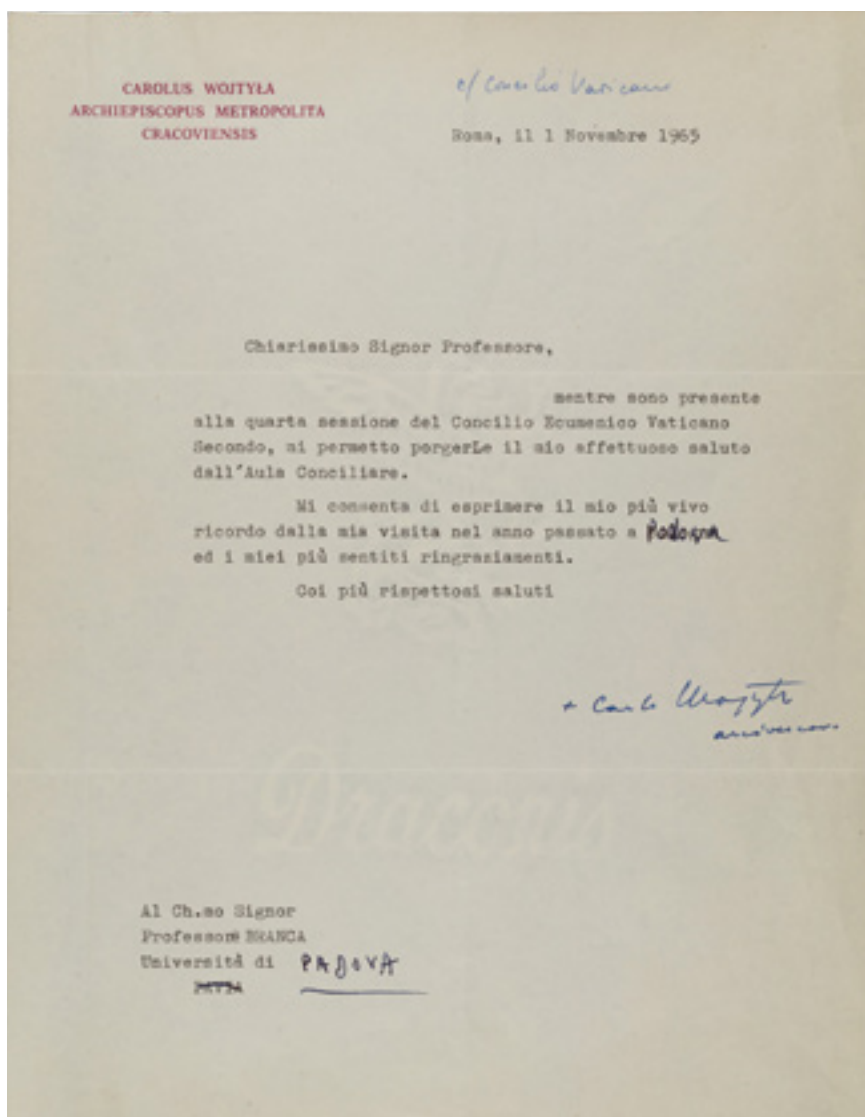 CAROLUS WOJTYŁA
ARCHIEPISCOPUS METROPOLITA
CRACOVIENSIS
c/ Concilio Vaticano
Roma, il 1 Novembre 1965
Chiarissimo Signor Professore,
mentre sono presente
alla quarta sessione del Concilio Ecumenico Vaticano
Secondo, mi permetto porgerLe il mio affettuoso saluto
dall'Aula Conciliare.
Mi consenta di esprimere il mio più vivo
ricordo dalla mia visita nel anno passato a
ed i miei più sentiti ringraziamenti.
Coi più rispettosi saluti
+ Carlo Wojtyła
arcivescovo
Draconis
Al Ch.mo Signor
Professore BRANCA
Università di PADOVA
PAVIA